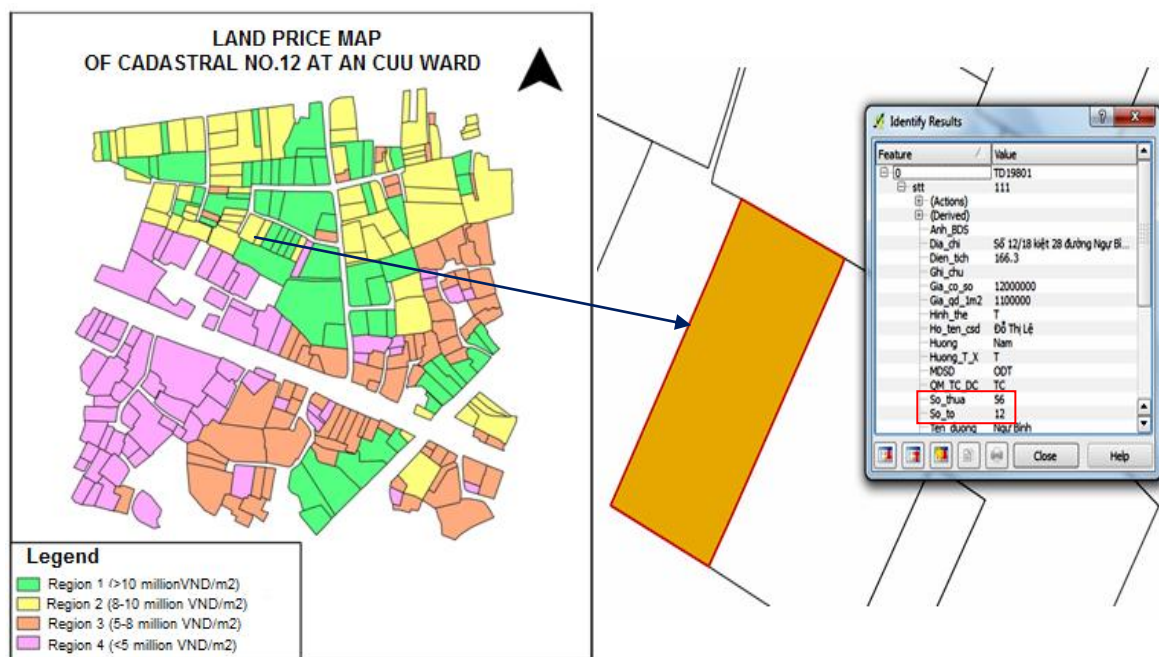 LAND PRICE MAP
OF CADASTRAL NO.12 AT AN CUU WARD
Legend
Region 1 (>10 millionVND/m2)
Region 2 (8-10 million VND/m2)
Region 3 (5-8 million VND/m2)
Region 4 (<5 million VND/m2)
Identify Results
Feature Value
0 TD19801
stt 111
(Actions)
(Derived)
Anh_BDS
Dia_chi Số 12/18 kiệt 28 đường Ngự Bì...
Dien_tich 166.3
Ghi_chu
Gia_co_so 12000000
Gia_qd_1m2 1100000
Hinh_the T
Ho_ten_csd Đỗ Thị Lệ
Huong Nam
Huong_T_X T
MDSD ODT
QM_TC_DC TC
So_thua 56
So_to 12
Ten_duong Ngự Bình
Close Help